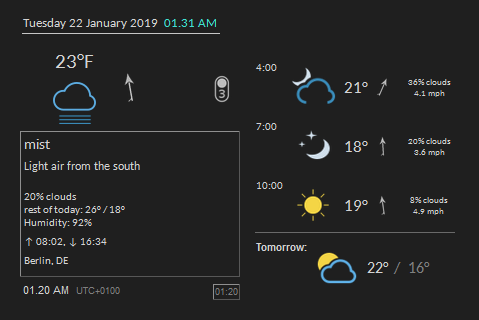 Tuesday 22 January 2019 01.31 AM
23°F
3
mist
Light air from the south
20% clouds
rest of today: 26° / 18°
Humidity: 92%
↑ 08:02, ↓ 16:34
Berlin, DE
01.20 AM UTC+0100
01:20
4:00
21°
36% clouds
4.1 mph
7:00
18°
20% clouds
3.6 mph
10:00
19°
8% clouds
4.9 mph
Tomorrow:
22° / 16°